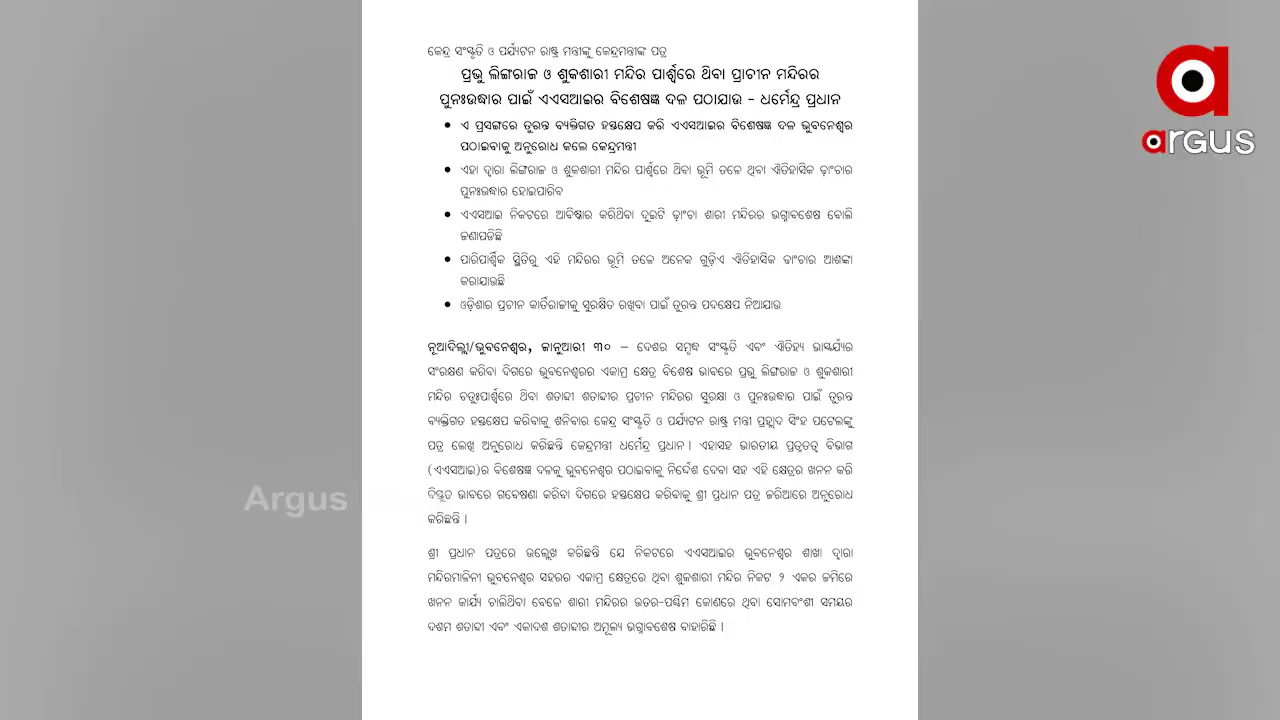 କେନ୍ଦ୍ର ସଂସ୍କୃତି ଓ ପର୍ଯ୍ୟଟନ ରାଷ୍ଟ୍ର ମନ୍ତ୍ରୀଙ୍କୁ କେନ୍ଦ୍ରମନ୍ତ୍ରୀଙ୍କ ପତ୍ର
ପ୍ରଭୁ ଲିଙ୍ଗରାଜ ଓ ଶୁକଶାରୀ ମନ୍ଦିର ପାର୍ଶ୍ୱରେ ଥିବା ପ୍ରାଚୀନ ମନ୍ଦିରର
ପୁନଃଉଦ୍ଧାର ପାଇଁ ଏଏସଆଇର ବିଶେଷଜ୍ଞ ଦଳ ପଠାଯାଉ - ଧର୍ମେନ୍ଦ୍ର ପ୍ରଧାନ
• ଏ ପ୍ରସଙ୍ଗରେ ତୁରନ୍ତ ବ୍ୟକ୍ତିଗତ ହସ୍ତକ୍ଷେପ କରି ଏଏସଆଇର ବିଶେଷଜ୍ଞ ଦଳ ଭୁବନେଶ୍ୱର
ପଠାଇବାକୁ ଅନୁରୋଧ କଲେ କେନ୍ଦ୍ରମନ୍ତ୍ରୀ
• ଏହା ଦ୍ୱାରା ଲିଙ୍ଗରାଜ ଓ ଶୁକଶାରୀ ମନ୍ଦିର ପାର୍ଶ୍ୱରେ ଥିବା ଭୂମି ତଳେ ଥିବା ଐତିହାସିକ ଢ଼ାଂଚାର
ପୁନଃଉଦ୍ଧାର ହୋଇପାରିବ
• ଏଏସଆଇ ନିକଟରେ ଆବିଷ୍କାର କରିଥିବା ଦୁଇଟି ଢ଼ାଂଚା ଶାରୀ ମନ୍ଦିରର ଭଗ୍ନାବଶେଷ ବୋଲି
ଜଣାପଡିଛି
• ପାରିପାର୍ଶ୍ୱିକ ସ୍ଥିତିରୁ ଏହି ମନ୍ଦିରର ଭୂମି ତଳେ ଅନେକ ଗୁଡ଼ିଏ ଐତିହାସିକ ଢାଂଚାର ଆଶଙ୍କା
କରାଯାଉଛି
• ଓଡ଼ିଶାର ପ୍ରଚୀନ କୀର୍ତିରାଜୀକୁ ସୁରକ୍ଷିତ ରଖିବା ପାଇଁ ତୁରନ୍ତ ପଦକ୍ଷେପ ନିଆଯାଉ
ନୂଆଦିଲ୍ଲୀ/ଭୁବନେଶ୍ୱର, ଜାନୁଆରୀ ୩୦ – ଦେଶର ସମୃଦ୍ଧ ସଂସ୍କୃତି ଏବଂ ଐତିହ୍ୟ ଭାସ୍କର୍ଯ୍ୟର
ସଂରକ୍ଷଣ କରିବା ଦିଗରେ ଭୁବନେଶ୍ୱରର ଏକାମ୍ର କ୍ଷେତ୍ର ବିଶେଷ ଭାବରେ ପ୍ରଭୁ ଲିଙ୍ଗରାଜ ଓ ଶୁକଶାରୀ
ମନ୍ଦିର ଚତୁଃପାର୍ଶ୍ୱରେ ଥିବା ଶତାବ୍ଦୀ ଶତାବ୍ଦୀର ପ୍ରଚୀନ ମନ୍ଦିରର ସୁରକ୍ଷା ଓ ପୁନଃଉଦ୍ଧାର ପାଇଁ ତୁରନ୍ତ
ବ୍ୟକ୍ତିଗତ ହସ୍ତକ୍ଷେପ କରିବାକୁ ଶନିବାର କେନ୍ଦ୍ର ସଂସ୍କୃତି ଓ ପର୍ଯ୍ୟଟନ ରାଷ୍ଟ୍ର ମନ୍ତ୍ରୀ ପ୍ରହ୍ଲାଦ ସିଂହ ପଟେଲଙ୍କୁ
ପତ୍ର ଲେଖି ଅନୁରୋଧ କରିଛନ୍ତି କେନ୍ଦ୍ରମନ୍ତ୍ରୀ ଧର୍ମେନ୍ଦ୍ର ପ୍ରଧାନ। ଏହାସହ ଭାରତୀୟ ପ୍ରତ୍ନତତ୍ୱ ବିଭାଗ
(ଏଏସଆଇ)ର ବିଶେଷଜ୍ଞ ଦଳକୁ ଭୁବନେଶ୍ୱର ପଠାଇବାକୁ ନିର୍ଦ୍ଦେଶ ଦେବା ସହ ଏହି କ୍ଷେତ୍ରର ଖନନ କରି
ବିସ୍ତୃତ ଭାବରେ ଗବେଷଣା କରିବା ଦିଗରେ ହସ୍ତକ୍ଷେପ କରିବାକୁ ଶ୍ରୀ ପ୍ରଧାନ ପତ୍ର ଜରିଆରେ ଅନୁରୋଧ
କରିଛନ୍ତି।
ଶ୍ରୀ ପ୍ରଧାନ ପତ୍ରରେ ଉଲ୍ଲେଖ କରିଛନ୍ତି ଯେ ନିକଟରେ ଏଏସଆଇର ଭୁବନେଶ୍ୱର ଶାଖା ଦ୍ୱାରା
ମନ୍ଦିରମାଳିନୀ ଭୁବନେଶ୍ୱର ସହରର ଏକାମ୍ର କ୍ଷେତ୍ରରେ ଥିବା ଶୁକଶାରୀ ମନ୍ଦିର ନିକଟ ୨ ଏକର ଜମିରେ
ଖନନ କାର୍ଯ୍ୟ ଚାଲିଥିବା ବେଳେ ଶାରୀ ମନ୍ଦିରର ଉତର-ପଶ୍ଚିମ କୋଣରେ ଥିବା ସୋମବଂଶୀ ସମୟର
ଦଶମ ଶତାବ୍ଦୀ ଏବଂ ଏକାଦଶ ଶତାବ୍ଦୀର ଅମୂଲ୍ୟ ଭଗ୍ନାବଶେଷ ବାହାରିଛି।
argus
Argus